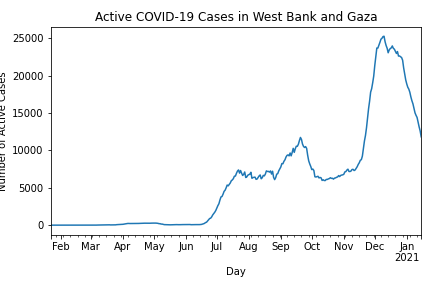 Active COVID-19 Cases in West Bank and Gaza
Number of Active Cases
25000
20000
15000
10000
5000
0
Feb Mar Apr May Jun Jul Aug Sep Oct Nov Dec Jan
2021
Day